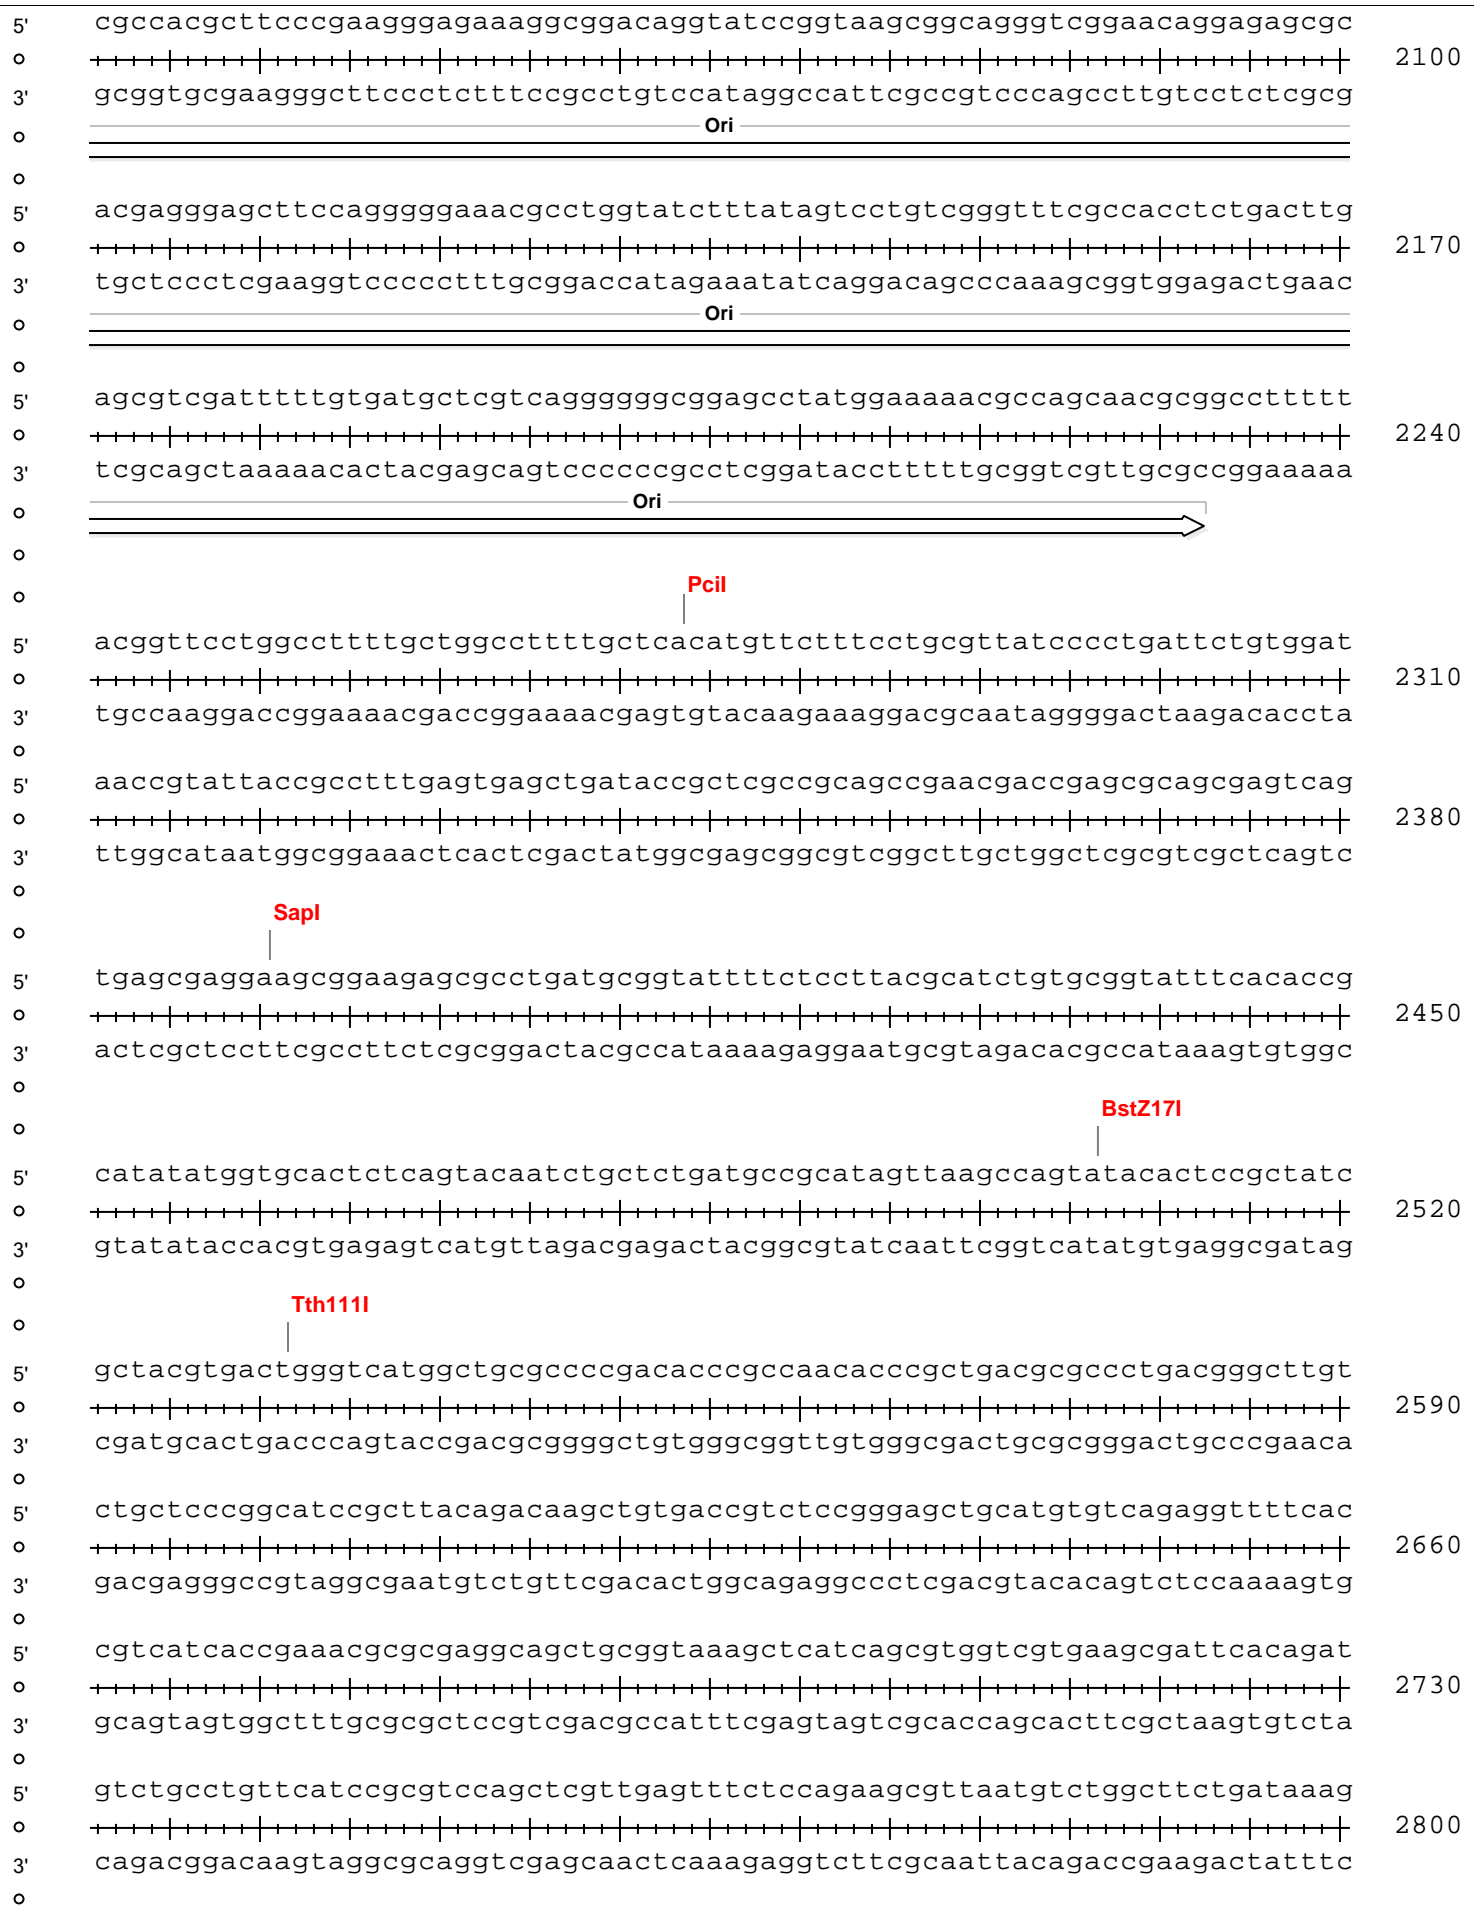 5' cgccacgcttcccgaagggagaaaggcggacaggtatccggtaagcggcagggtcggaacaggagagcgc
2100
3' gcggtgcgaagggcttccctctttccgcctgtccataggccattcgccgtcccagccttgtcctctcgcg
Ori
5' acgagggagcttccagggggaaacgcctggtatctttatagtcctgtcgggtttcgccacctctgacttg
2170
3' tgctccctcgaaggtccccctttgcggaccatagaaatatcaggacagcccaaagcggtggagactgaac
Ori
5' agcgtcgatttttgtgatgctcgtcaggggggcggagcctatggaaaaacgccagcaacgcggccttttt
2240
3' tcgcagctaaaaacactacgagcagtccccccgcctcggatacctttttgcggtcgttgcgccggaaaaa
Ori
PciI
5' acggttcctggccttttgctggccttttgctcacatgttctttcctgcgttatcccctgattctgtggat
2310
3' tgccaaggaccggaaaacgaccggaaaacgagtgtacaagaaaggacgcaataggggactaagacaccta
5' aaccgtattaccgcctttgagtgagctgataccgctcgccgcagccgaacgaccgagcgcagcgagtcag
2380
3' ttggcataatggcggaaactcactcgactatggcgagcggcgtcggcttgctggctcgcgtcgctcagtc
SapI
5' tgagcgaggaagcggaagagcgcctgatgcggtattttctccttacgcatctgtgcggtatttcacaccg
2450
3' actcgctccttcgccttctcgcggactacgccataaaagaggaatgcgtagacacgccataaagtgtggc
BstZ17I
5' catatatggtgcactctcagtacaatctgctctgatgccgcatagttaagccagtatacactccgctatc
2520
3' gtatataccacgtgagagtcatgttagacgagactacggcgtatcaattcggtcatatgtgaggcgatag
Tth111I
5' gctacgtgactgggtcatggctgcgccccgacacccgccaacacccgctgacgcgccctgacgggcttgt
2590
3' cgatgcactgacccagtaccgacgcggggctgtgggcggttgtgggcgactgcgcgggactgcccgaaca
5' ctgctcccggcatccgcttacagacaagctgtgaccgtctccgggagctgcatgtgtcagaggttttcac
2660
3' gacgagggccgtaggcgaatgtctgttcgacactggcagaggccctcgacgtacacagtctccaaaagtg
5' cgtcatcaccgaaacgcgcgaggcagctgcggtaaagctcatcagcgtggtcgtgaagcgattcacagat
2730
3' gcagtagtggctttgcgcgctccgtcgacgccatttcgagtagtcgcaccagcacttcgctaagtgtcta
5' gtctgcctgttcatccgcgtccagctcgttgagtttctccagaagcgttaatgtctggcttctgataaag
2800
3' cagacggacaagtaggcgcaggtcgagcaactcaaagaggtcttcgcaattacagaccgaagactatttc